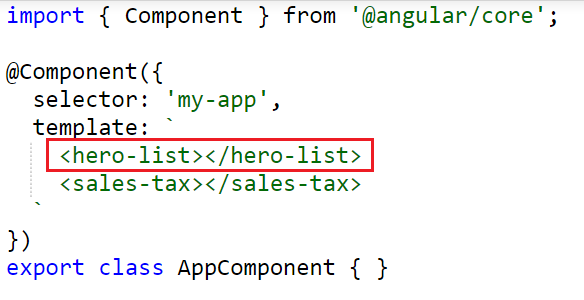 import { Component } from '@angular/core';
@Component({
  selector: 'my-app',
  template: `
    <hero-list></hero-list>
    <sales-tax></sales-tax>
  `
})
export class AppComponent { }